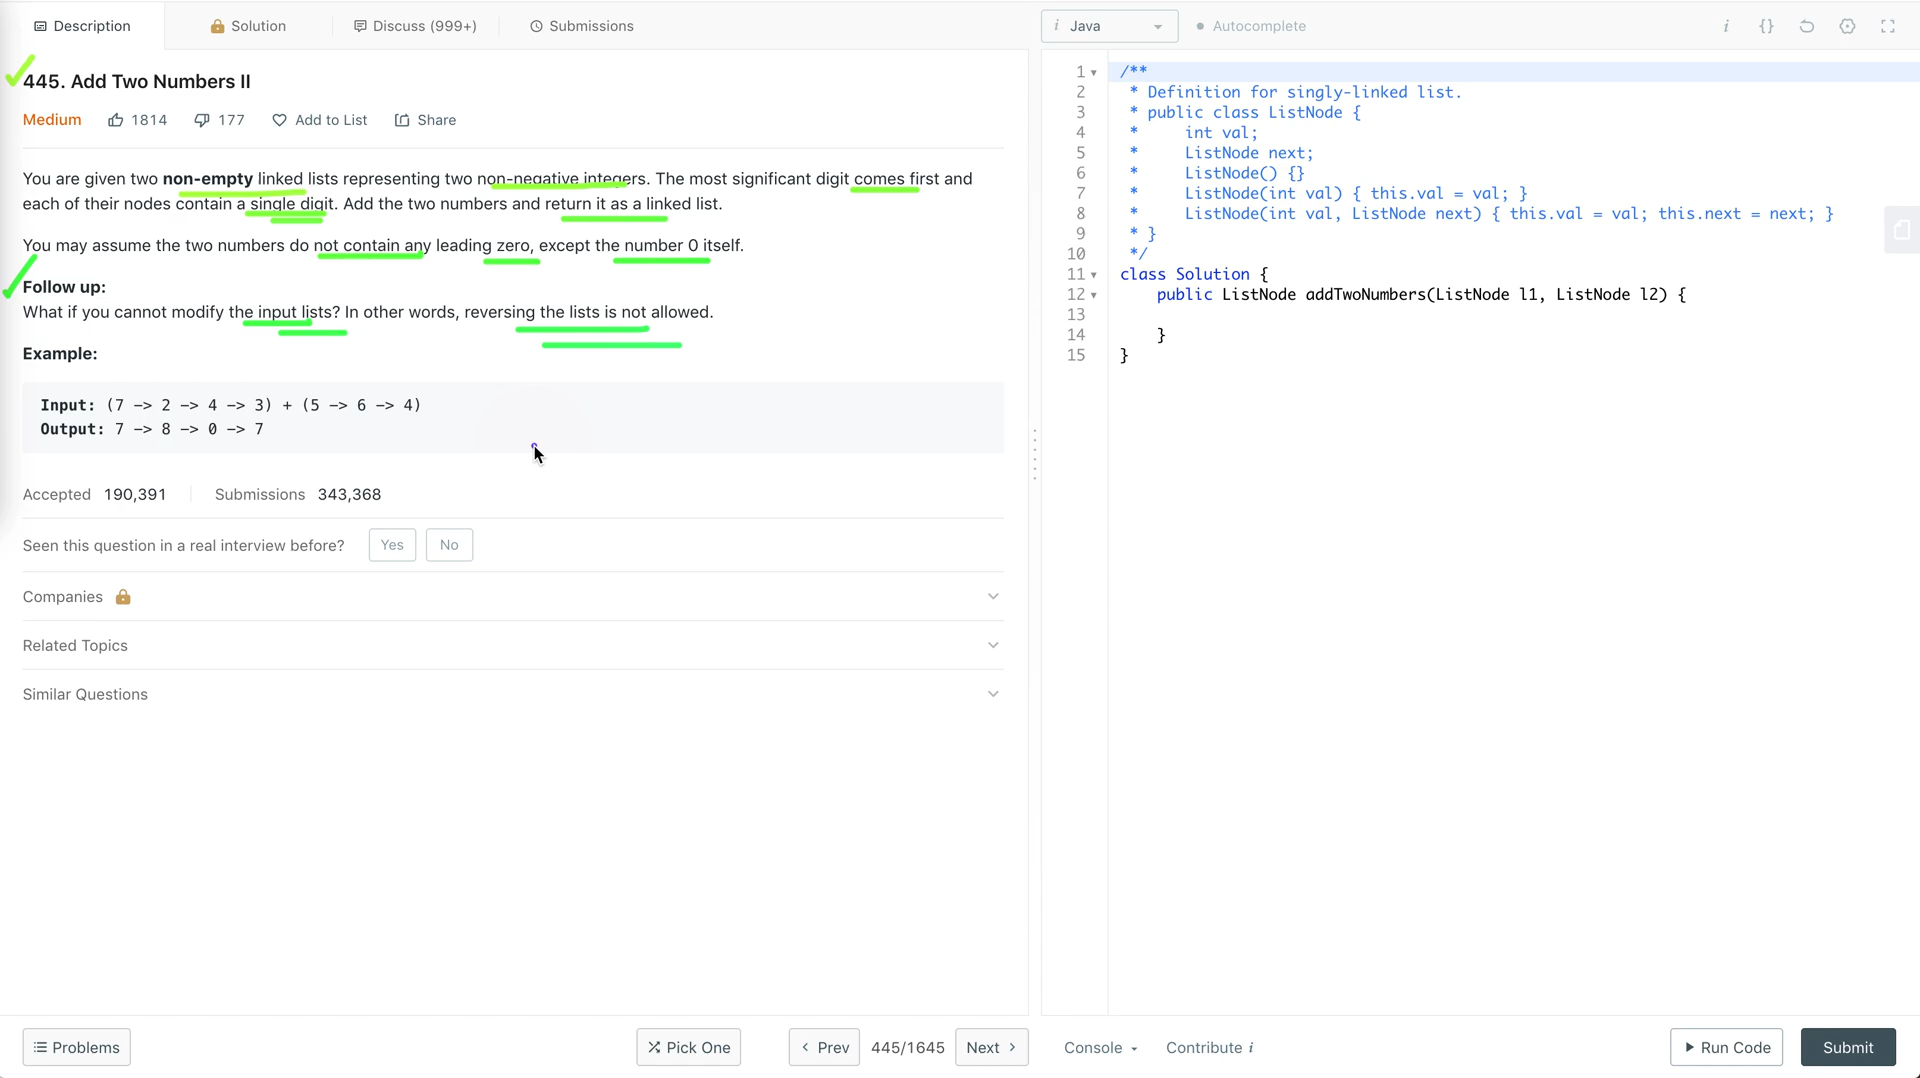 Description
Solution
Discuss (999+)
Submissions
445. Add Two Numbers II
Medium 1814 177 Add to List Share
You are given two non-empty linked lists representing two non-negative integers. The most significant digit comes first and
each of their nodes contain a single digit. Add the two numbers and return it as a linked list.
You may assume the two numbers do not contain any leading zero, except the number 0 itself.
Follow up:
What if you cannot modify the input lists? In other words, reversing the lists is not allowed.
Example:
Input: (7 -> 2 -> 4 -> 3) + (5 -> 6 -> 4)
Output: 7 -> 8 -> 0 -> 7
Accepted 190,391 Submissions 343,368
Seen this question in a real interview before? Yes No
Companies
Related Topics
Similar Questions
Problems
Pick One
< Prev 445/1645 Next >
i Java
Autocomplete
i {}
1 /**
2 * Definition for singly-linked list.
3 * public class ListNode {
4 *     int val;
5 *     ListNode next;
6 *     ListNode() {}
7 *     ListNode(int val) { this.val = val; }
8 *     ListNode(int val, ListNode next) { this.val = val; this.next = next; }
9 * }
10 */
11 class Solution {
12     public ListNode addTwoNumbers(ListNode l1, ListNode l2) {
13
14     }
15 }
Console
Contribute i
Run Code
Submit